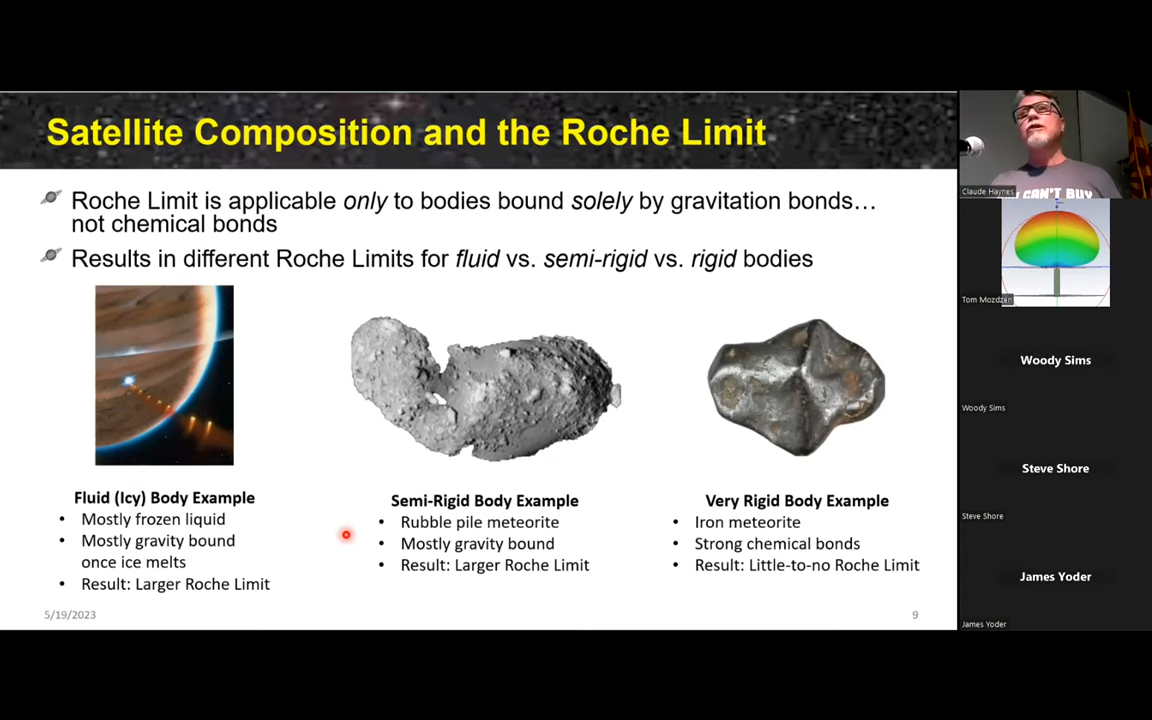 Satellite Composition and the Roche Limit
Roche Limit is applicable only to bodies bound solely by gravitation bonds…
not chemical bonds
Results in different Roche Limits for fluid vs. semi-rigid vs. rigid bodies
Fluid (Icy) Body Example
• Mostly frozen liquid
• Mostly gravity bound
once ice melts
• Result: Larger Roche Limit
Semi-Rigid Body Example
• Rubble pile meteorite
• Mostly gravity bound
• Result: Larger Roche Limit
Very Rigid Body Example
• Iron meteorite
• Strong chemical bonds
• Result: Little-to-no Roche Limit
5/19/2023
9
CAN'T BUY
Claude Haynes
Tom Mozdzen
Woody Sims
Woody Sims
Steve Shore
Steve Shore
James Yoder
James Yoder